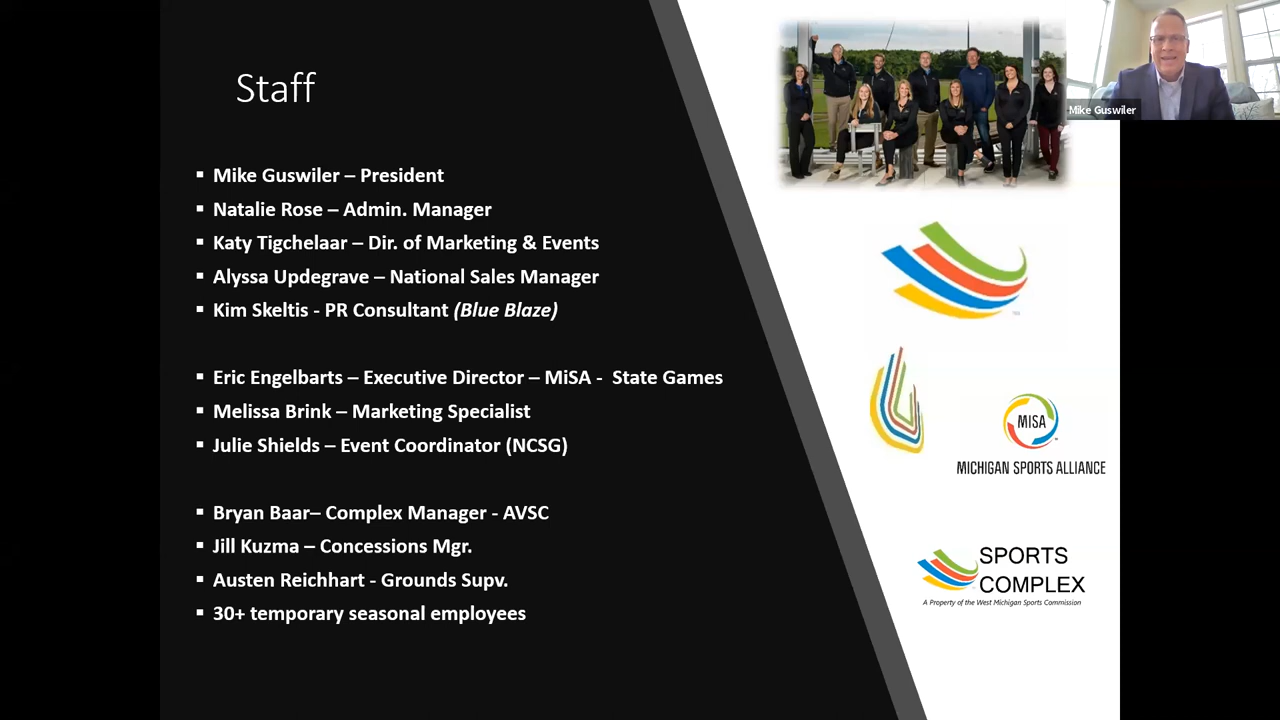 Staff
Mike Guswiler – President
Natalie Rose – Admin. Manager
Katy Tigchelaar – Dir. of Marketing & Events
Alyssa Updegrave – National Sales Manager
Kim Skeltis - PR Consultant (Blue Blaze)
Eric Engelbarts – Executive Director – MiSA - State Games
Melissa Brink – Marketing Specialist
Julie Shields – Event Coordinator (NCSG)
Bryan Baar– Complex Manager - AVSC
Jill Kuzma – Concessions Mgr.
Austen Reichhart - Grounds Supv.
30+ temporary seasonal employees
Mike Guswiler
MISA
MICHIGAN SPORTS ALLIANCE
SPORTS
COMPLEX
A Property of the West Michigan Sports Commission